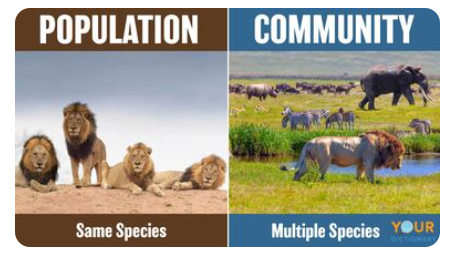 POPULATION
COMMUNITY
Same Species
Multiple Species
YOUR
DICTIONARY